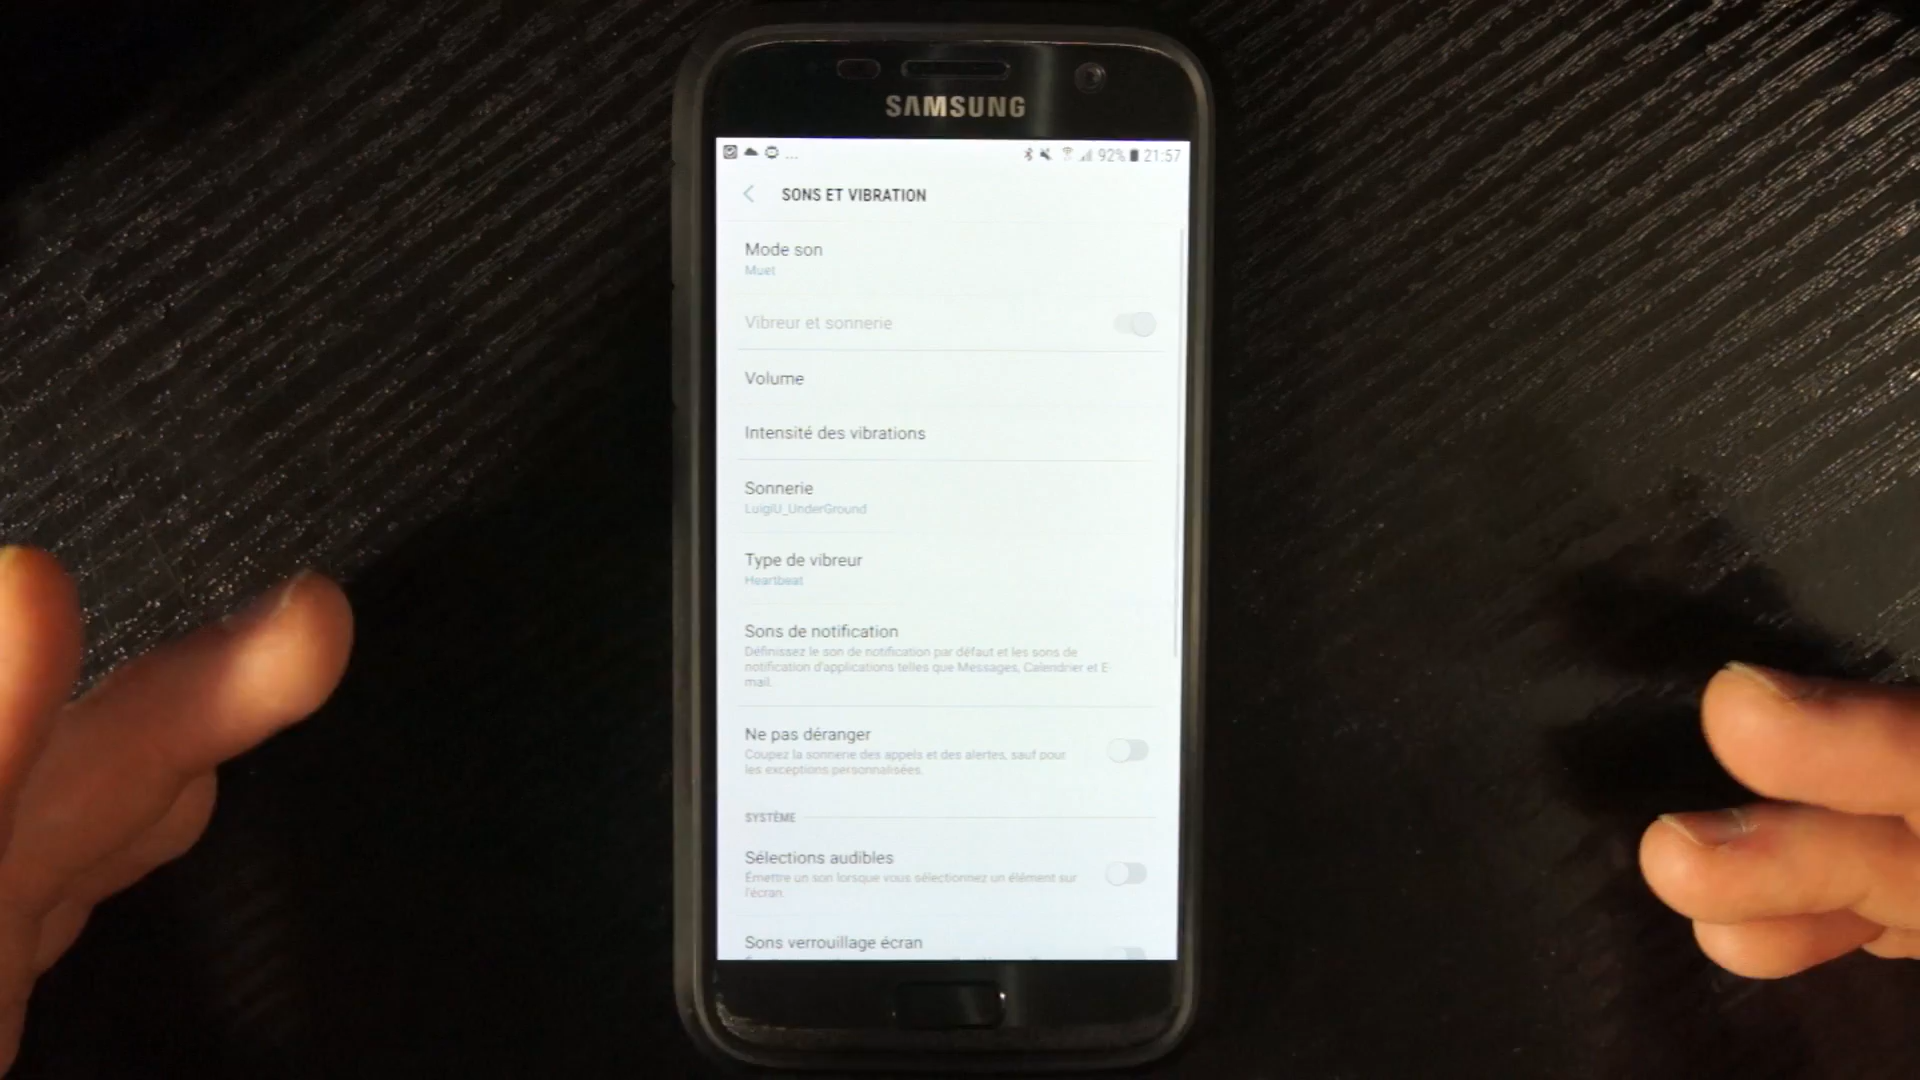 SAMSUNG
... 92% 21:57
SONS ET VIBRATION
Mode son
Muet
Vibreur et sonnerie
Volume
Intensité des vibrations
Sonnerie
LuigiU_UnderGround
Type de vibreur
Heartbeat
Sons de notification
Définissez le son de notification par défaut et les sons de
notification d'applications telles que Messages, Calendrier et E-
mail.
Ne pas déranger
Coupez la sonnerie des appels et des alertes, sauf pour
les exceptions personnalisées.
SYSTÈME
Sélections audibles
Émettre un son lorsque vous sélectionnez un élément sur
l'écran.
Sons verrouillage écran